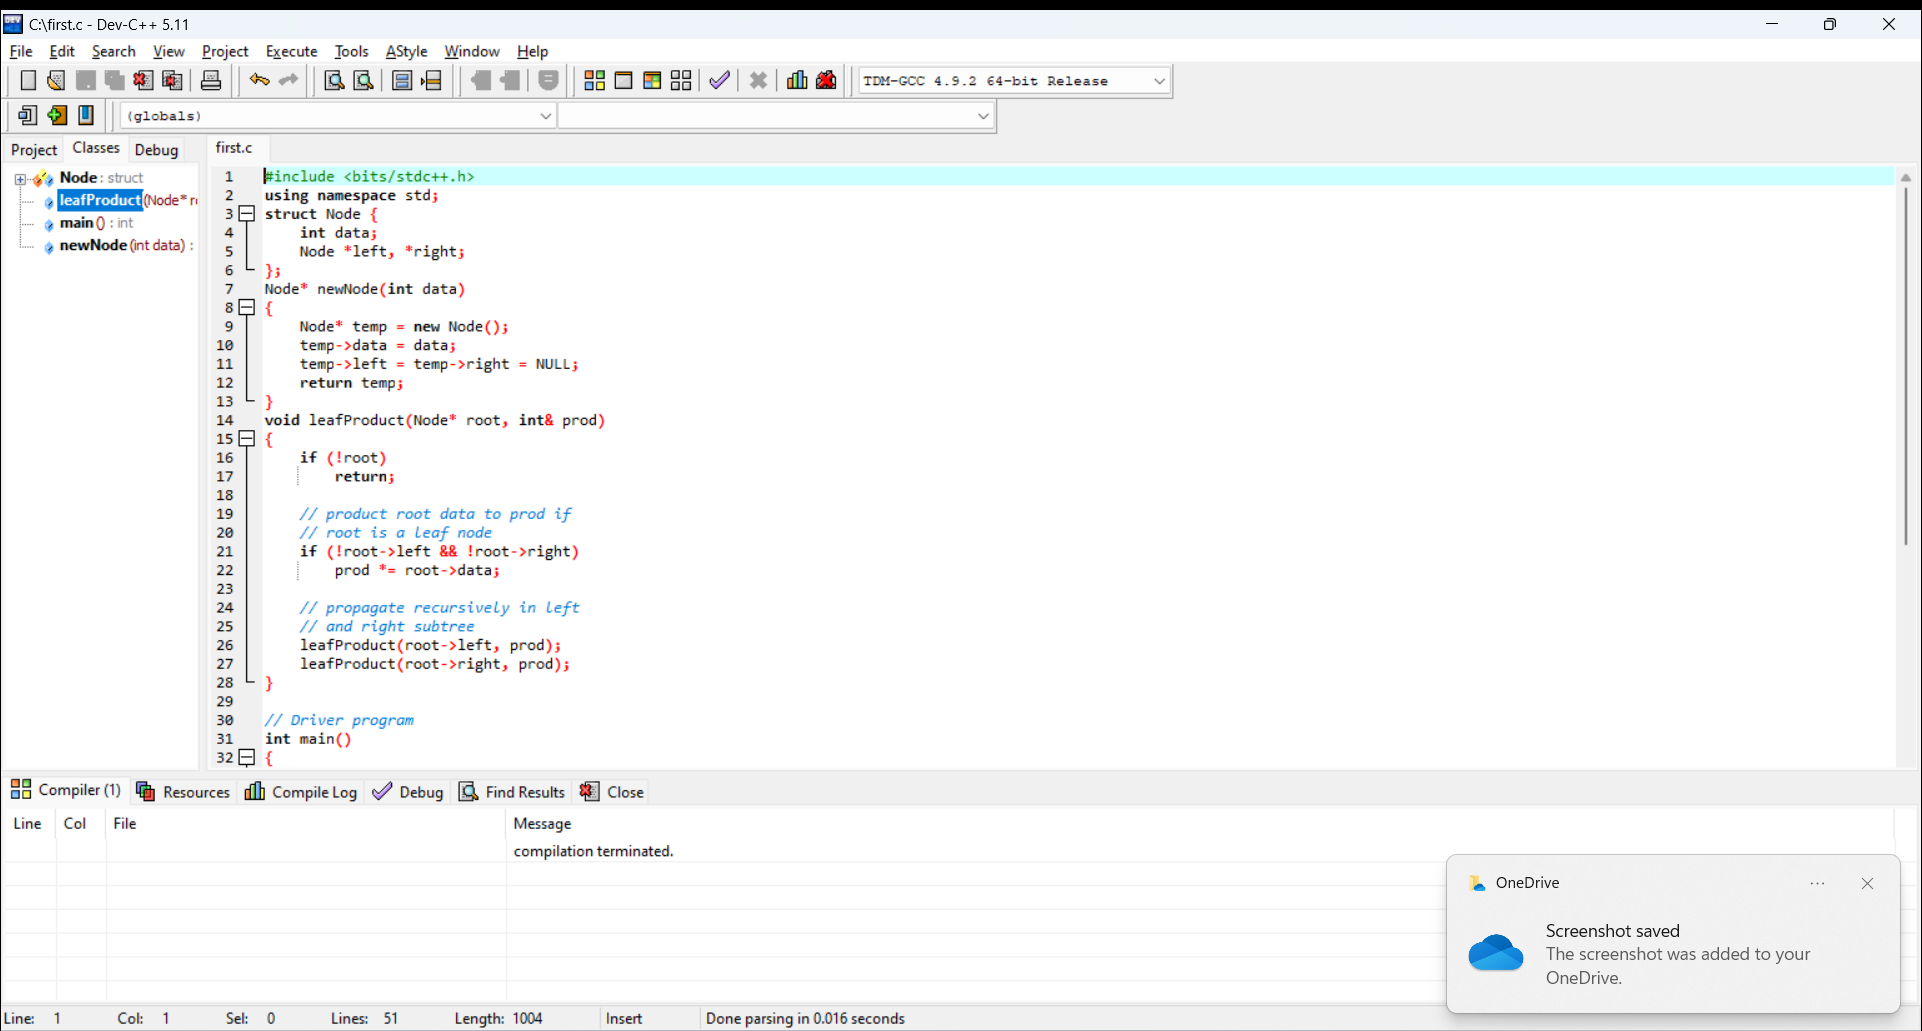 C:\first.c - Dev-C++ 5.11
File Edit Search View Project Execute Tools AStyle Window Help
TDM-GCC 4.9.2 64-bit Release
(globals)
Project Classes Debug
first.c
Node : struct
leafProduct (Node* r
main () : int
newNode (int data) :
1 #include <bits/stdc++.h>
2 using namespace std;
3 struct Node {
4 int data;
5 Node *left, *right;
6 };
7 Node* newNode(int data)
8 {
9 Node* temp = new Node();
10 temp->data = data;
11 temp->left = temp->right = NULL;
12 return temp;
13 }
14 void leafProduct(Node* root, int& prod)
15 {
16 if (!root)
17 return;
18
19 // product root data to prod if
20 // root is a leaf node
21 if (!root->left && !root->right)
22 prod *= root->data;
23
24 // propagate recursively in left
25 // and right subtree
26 leafProduct(root->left, prod);
27 leafProduct(root->right, prod);
28 }
29
30 // Driver program
31 int main()
32 {
Compiler (1) Resources Compile Log Debug Find Results Close
Line Col File Message
compilation terminated.
OneDrive
Screenshot saved
The screenshot was added to your
OneDrive.
Line: 1 Col: 1 Sel: 0 Lines: 51 Length: 1004 Insert Done parsing in 0.016 seconds